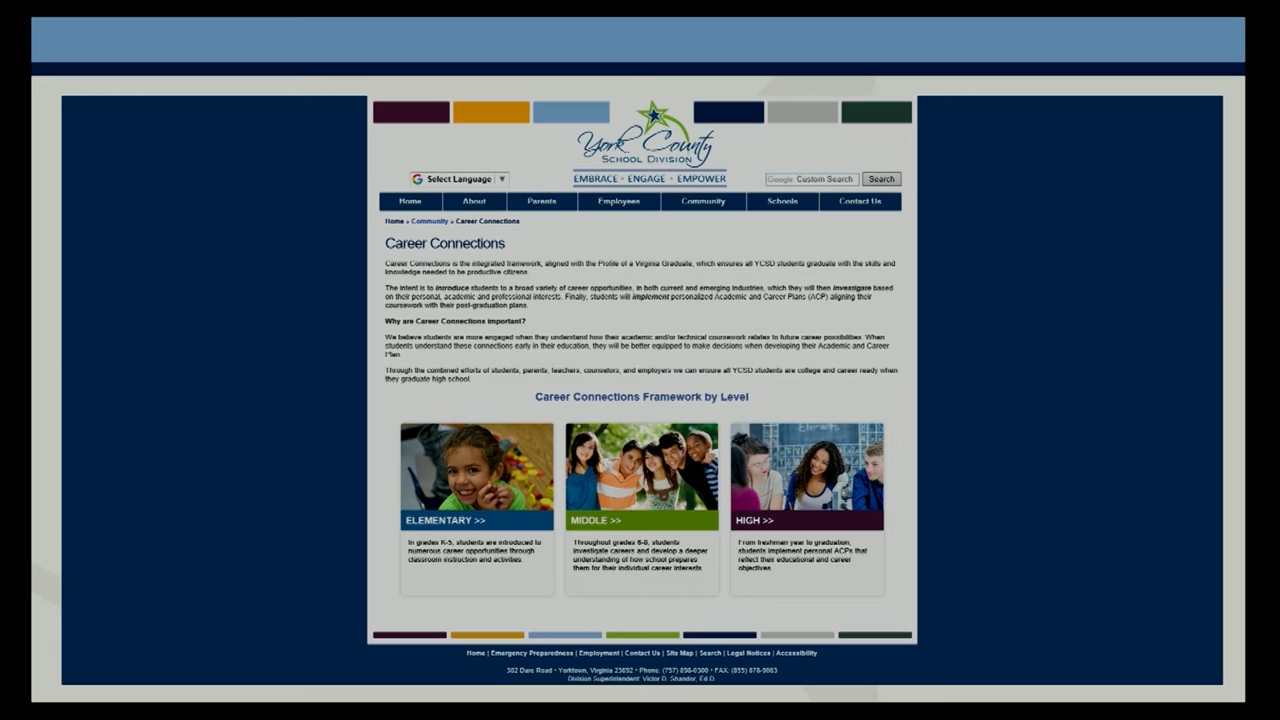 York County
SCHOOL DIVISION
EMBRACE • ENGAGE • EMPOWER
Select Language ▼
Google Custom Search
Search
Home
About
Parents
Employees
Community
Schools
Contact Us
Home » Community » Career Connections
Career Connections
Career Connections is the integrated framework, aligned with the Profile of a Virginia Graduate, which ensures all YCSD students graduate with the skills and
knowledge needed to be productive citizens.
The intent is to introduce students to a broad variety of career opportunities, in both current and emerging industries, which they will then investigate based
on their personal, academic and professional interests. Finally, students will implement personalized Academic and Career Plans (ACP) aligning their
coursework with their post-graduation plans.
Why are Career Connections important?
We believe students are more engaged when they understand how their academic and/or technical coursework relates to future career possibilities. When
students understand these connections early in their education, they will be better equipped to make decisions when developing their Academic and Career
Plan.
Through the combined efforts of students, parents, teachers, counselors, and employers we can ensure all YCSD students are college and career ready when
they graduate high school.
Career Connections Framework by Level
Elements
ELEMENTARY >>
In grades K-5, students are introduced to
numerous career opportunities through
classroom instruction and activities.
MIDDLE >>
Throughout grades 6-8, students
investigate careers and develop a deeper
understanding of how school prepares
them for their individual career interests.
HIGH >>
From freshman year to graduation,
students implement personal ACPs that
reflect their educational and career
objectives.
Home | Emergency Preparedness | Employment | Contact Us | Site Map | Search | Legal Notices | Accessibility
302 Dare Road • Yorktown, Virginia 23692 • Phone: (757) 898-0300 • FAX:
Division Superintendent: Victor D. Shandor, Ed.D.